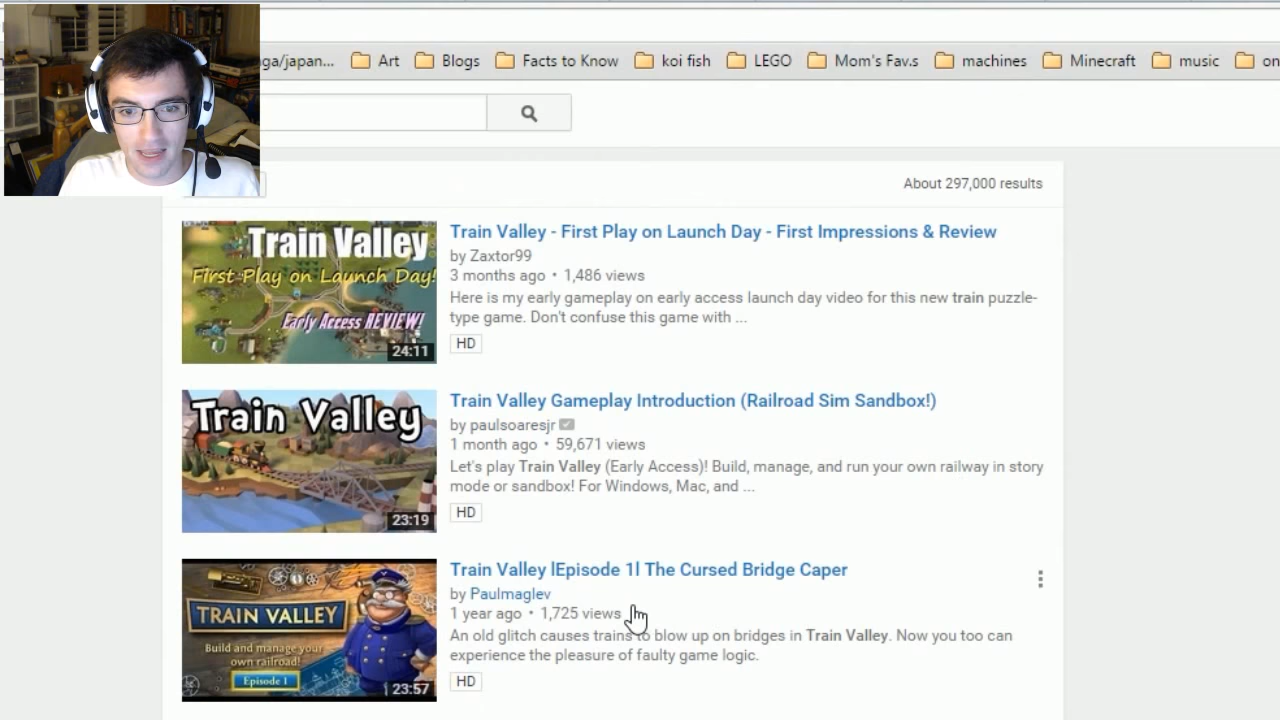 nga/japan... Art Blogs Facts to Know koi fish LEGO Mom's Fav.s machines Minecraft music on
About 297,000 results
Train Valley
First Play on Launch Day!
Early Access REVIEW!
24:11
Train Valley - First Play on Launch Day - First Impressions & Review
by Zaxtor99
3 months ago • 1,486 views
Here is my early gameplay on early access launch day video for this new train puzzle-
type game. Don't confuse this game with ...
HD
Train Valley
23:19
Train Valley Gameplay Introduction (Railroad Sim Sandbox!)
by paulsoaresjr
1 month ago • 59,671 views
Let's play Train Valley (Early Access)! Build, manage, and run your own railway in story
mode or sandbox! For Windows, Mac, and ...
HD
TRAIN VALLEY
Build and manage your
own railroad!
Episode 1
23:57
Train Valley lEpisode 1l The Cursed Bridge Caper
by Paulmaglev
1 year ago • 1,725 views
An old glitch causes trains to blow up on bridges in Train Valley. Now you too can
experience the pleasure of faulty game logic.
HD